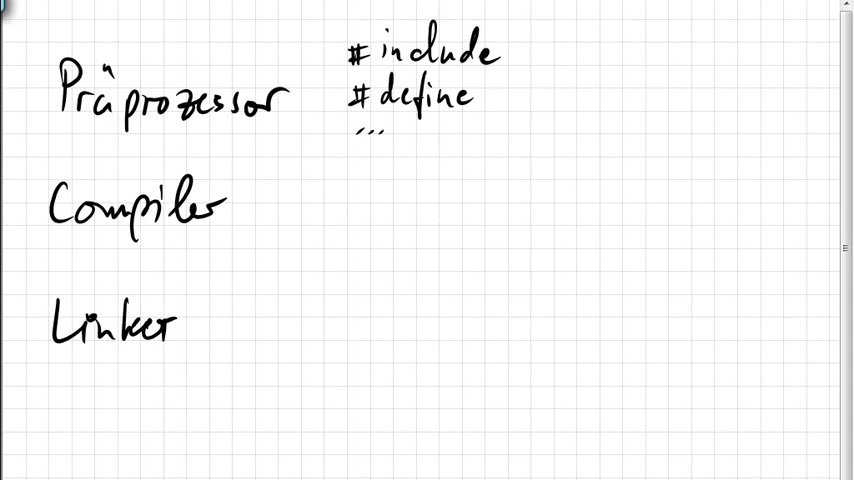 #include
Präprozessor #define
...
Compiler
Linker